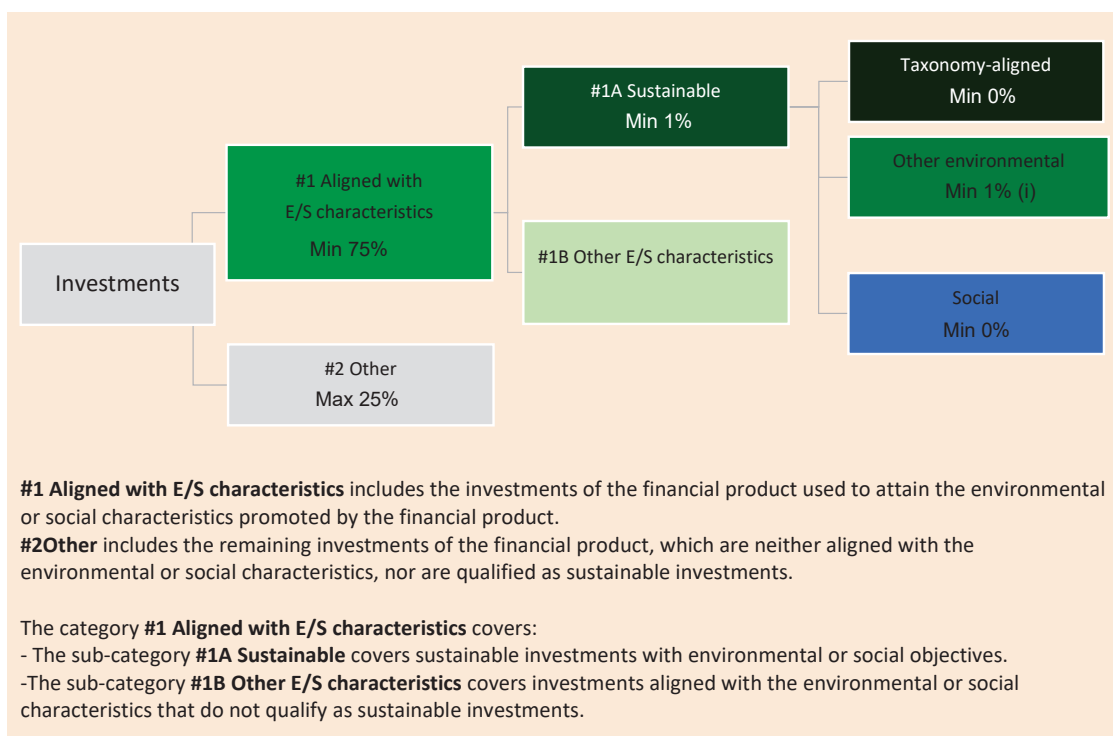 Investments
#1 Aligned with
E/S characteristics
Min 75%
#2 Other
Max 25%
#1A Sustainable
Min 1%
#1B Other E/S characteristics
Taxonomy-aligned
Min 0%
Other environmental
Min 1% (i)
Social
Min 0%
#1 Aligned with E/S characteristics includes the investments of the financial product used to attain the environmental
or social characteristics promoted by the financial product.
#2Other includes the remaining investments of the financial product, which are neither aligned with the
environmental or social characteristics, nor are qualified as sustainable investments.
The category #1 Aligned with E/S characteristics covers:
- The sub-category #1A Sustainable covers sustainable investments with environmental or social objectives.
-The sub-category #1B Other E/S characteristics covers investments aligned with the environmental or social
characteristics that do not qualify as sustainable investments.